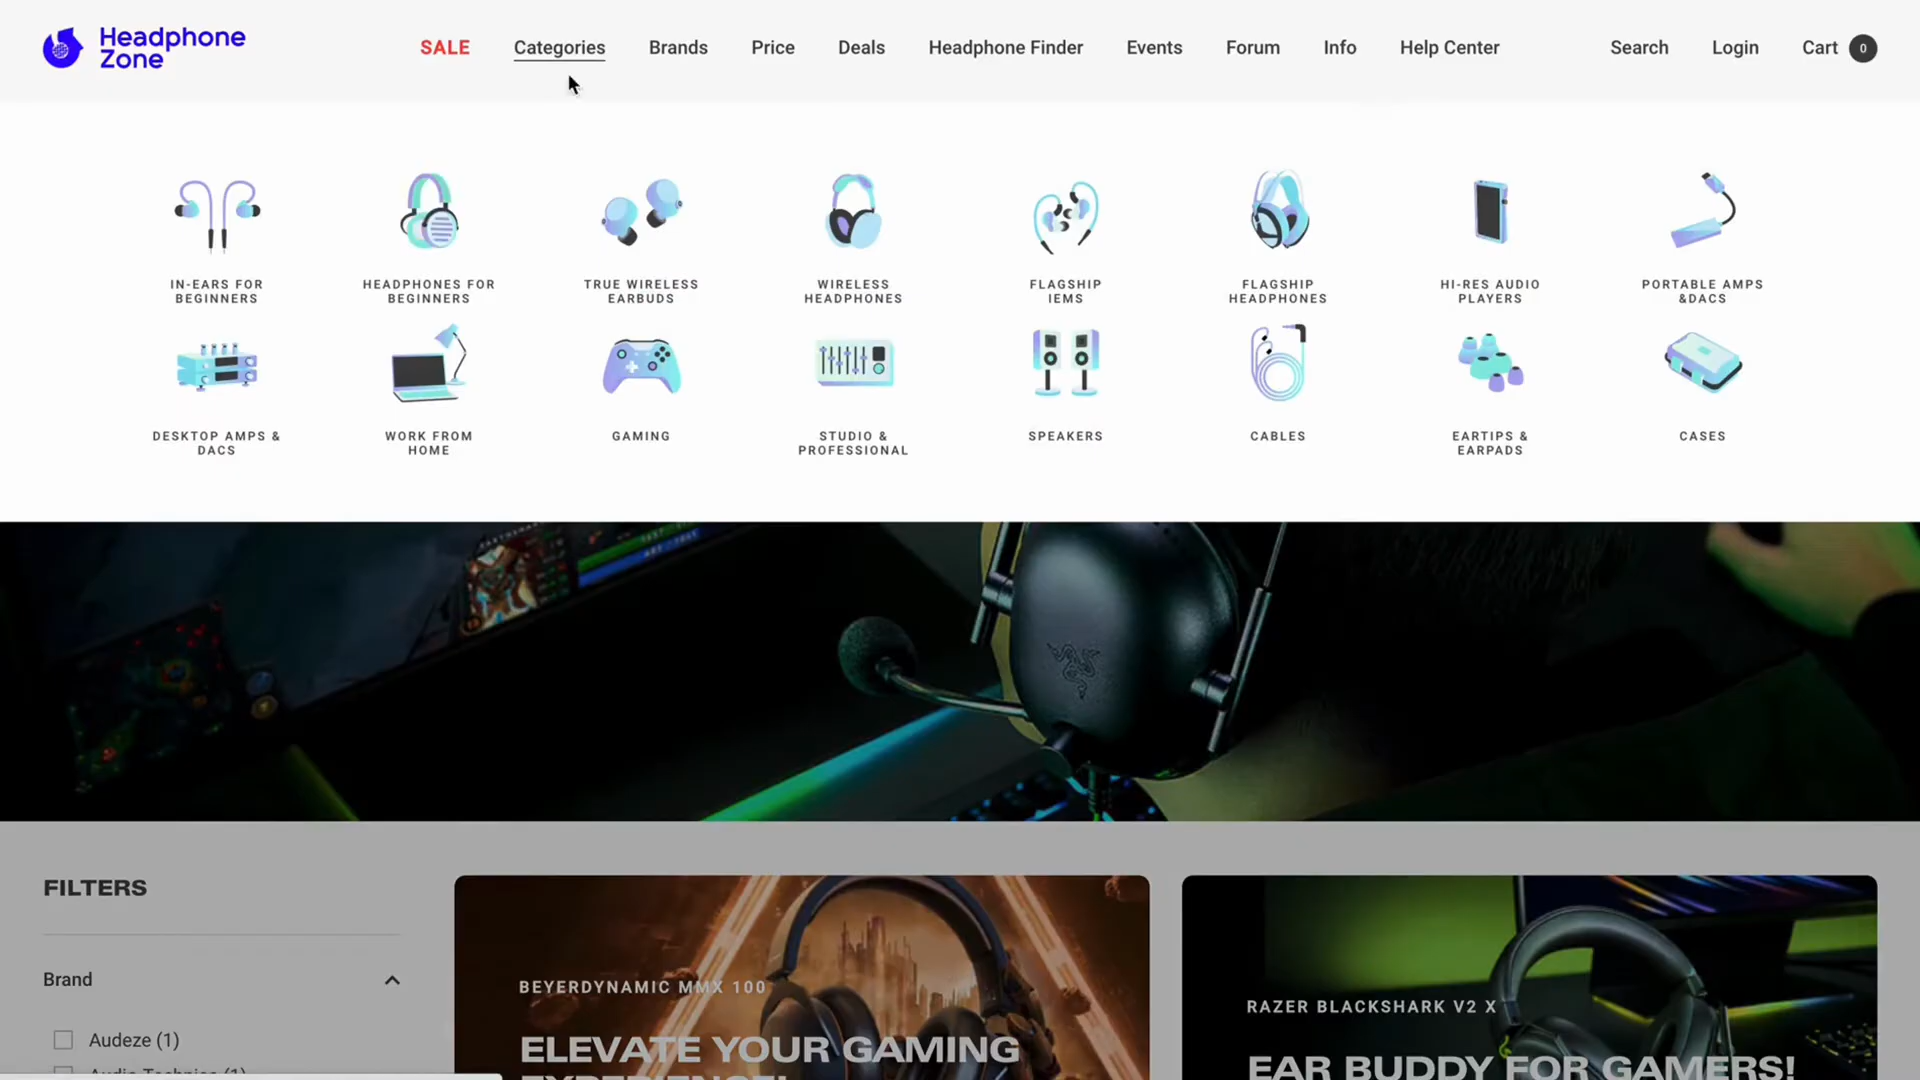 Headphone
Zone
SALE
Categories
Brands
Price
Deals
Headphone Finder
Events
Forum
Info
Help Center
Search
Login
Cart
0
IN-EARS FOR
BEGINNERS
HEADPHONES FOR
BEGINNERS
TRUE WIRELESS
EARBUDS
WIRELESS
HEADPHONES
FLAGSHIP
IEMS
FLAGSHIP
HEADPHONES
HI-RES AUDIO
PLAYERS
PORTABLE AMPS
&DACS
DESKTOP AMPS &
DACS
WORK FROM
HOME
GAMING
STUDIO &
PROFESSIONAL
SPEAKERS
CABLES
EARTIPS &
EARPADS
CASES
FILTERS
Brand
Audeze (1)
BEYERDYNAMIC MMX 100
ELEVATE YOUR GAMING
RAZER BLACKSHARK V2 X
EAR BUDDY FOR GAMERS!